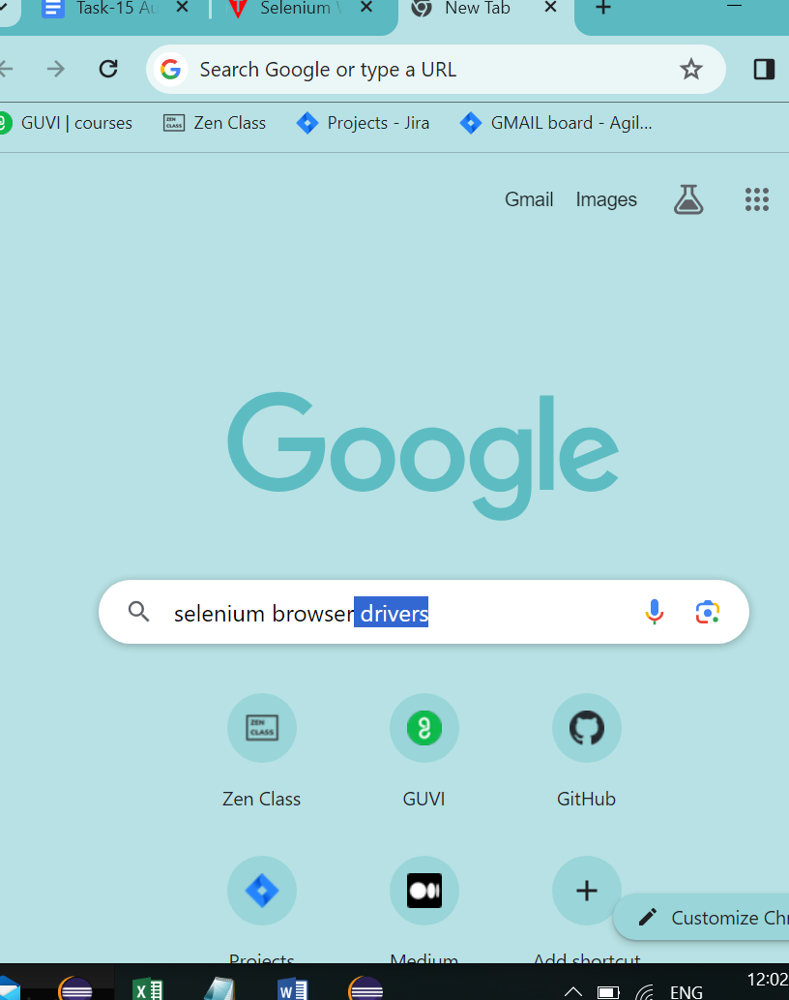 Task-15 Au
Selenium
New Tab
Search Google or type a URL
GUVI | courses
Zen Class
Projects - Jira
GMAIL board - Agil...
Gmail
Images
Google
selenium browser drivers
ZEN CLASS
Zen Class
GUVI
GitHub
Projects
Medium
Add shortcut
Customize Chr
ENG
12:02